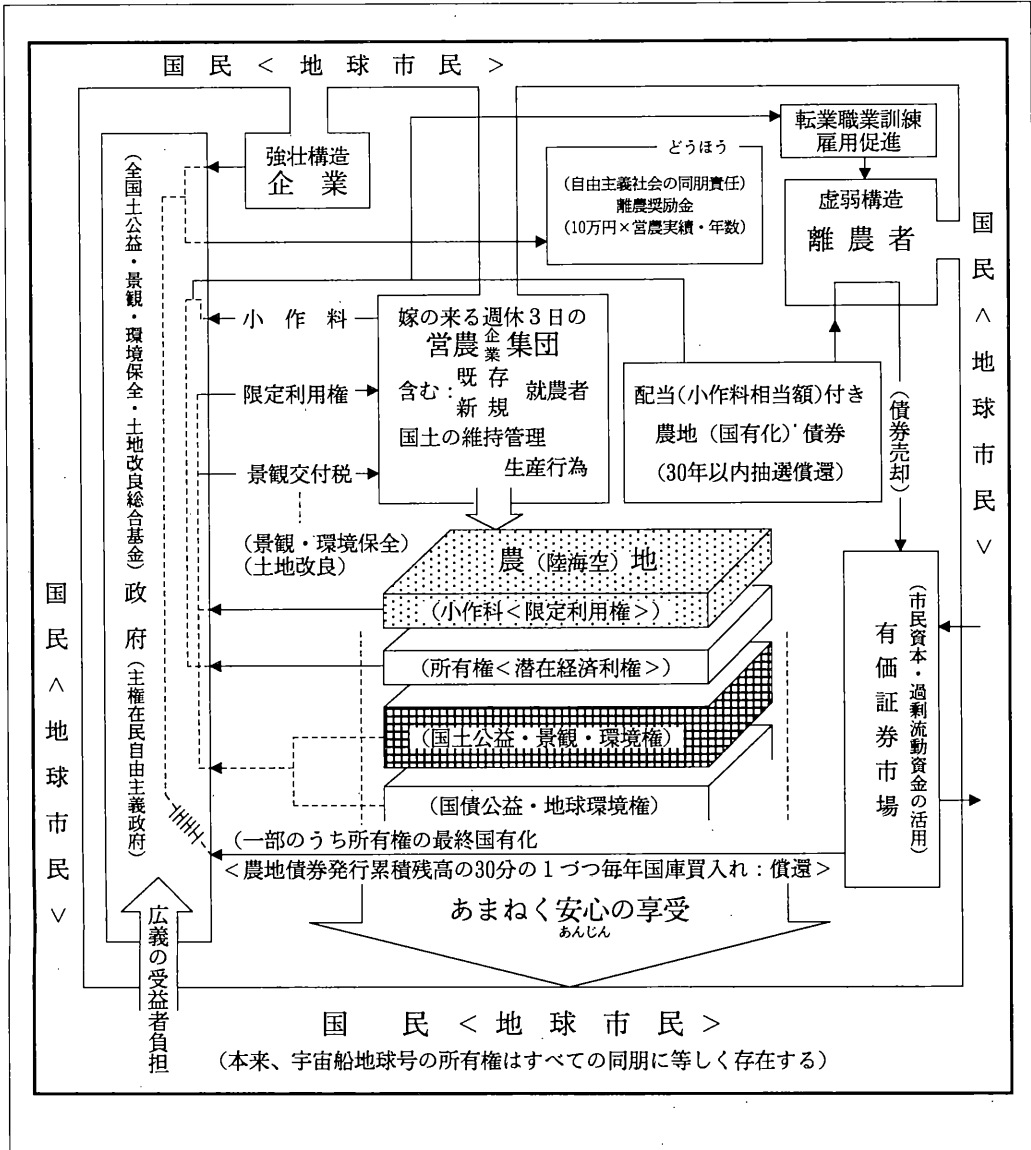 国民<地球市民>
強壮構造
企業
どうほう
(自由主義社会の同朋責任)
離農奨励金
(10万円×営農実績・年数)
転業職業訓練
雇用促進
虚弱構造
離農者
国民<地球市民>
(全国土公益・景観・環境保全・土地改良総合基金)
政府
(主権在民自由主義政府)
小作料
限定利用権
景観交付税
(景観・環境保全)
(土地改良)
嫁の来る週休3日の
営農企業集団
含む:既存新規就農者
国土の維持管理
生産行為
配当(小作料相当額)付き
農地(国有化)債券
(30年以内抽選償還)
(債券売却)
農(陸海空)地
(小作科<限定利用権>)
(所有権<潜在経済利権>)
(国土公益・景観・環境権)
(国債公益・地球環境権)
有価証券市場
(市民資本・過剰流動資金の活用)
(一部のうち所有権の最終国有化
<農地債券発行累積残高の30分の1づつ毎年国庫買入れ:償還>
あまねく安心の享受
あんじん
国民<地球市民>
広義の受益者負担
国民<地球市民>
(本来、宇宙船地球号の所有権はすべての同朋に等しく存在する)